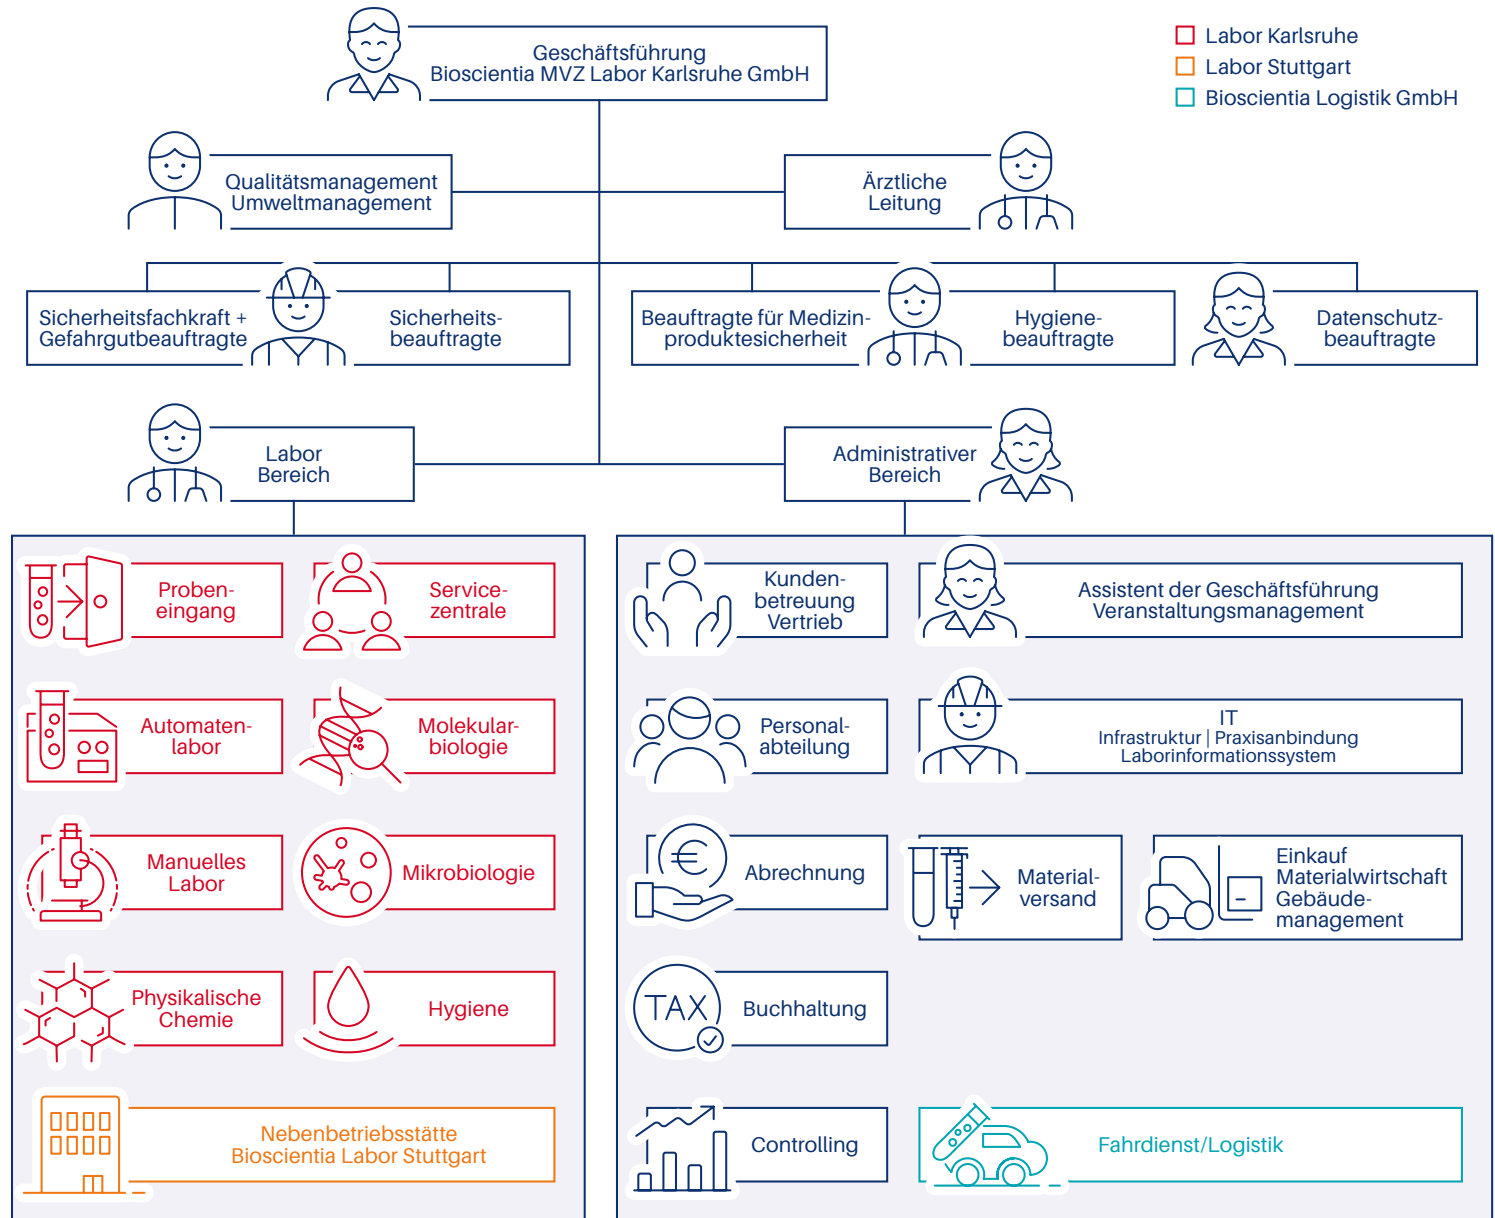 Geschäftsführung
Bioscientia MVZ Labor Karlsruhe GmbH
Labor Karlsruhe
Labor Stuttgart
Bioscientia Logistik GmbH
Qualitätsmanagement
Umweltmanagement
Ärztliche
Leitung
Sicherheitsfachkraft +
Gefahrgutbeauftragte
Sicherheits-
beauftragte
Beauftragte für Medizin-
produktesicherheit
Hygiene-
beauftragte
Datenschutz-
beauftragte
Labor
Bereich
Administrativer
Bereich
Proben-
eingang
Service-
zentrale
Kunden-
betreuung
Vertrieb
Assistent der Geschäftsführung
Veranstaltungsmanagement
Automaten-
labor
Molekular-
biologie
Personal-
abteilung
IT
Infrastruktur | Praxisanbindung
Laborinformationssystem
Manuelles
Labor
Mikrobiologie
Abrechnung
Material-
versand
Einkauf
Materialwirtschaft
Gebäude-
management
Physikalische
Chemie
Hygiene
TAX
Buchhaltung
Nebenbetriebsstätte
Bioscientia Labor Stuttgart
Controlling
Fahrdienst/Logistik